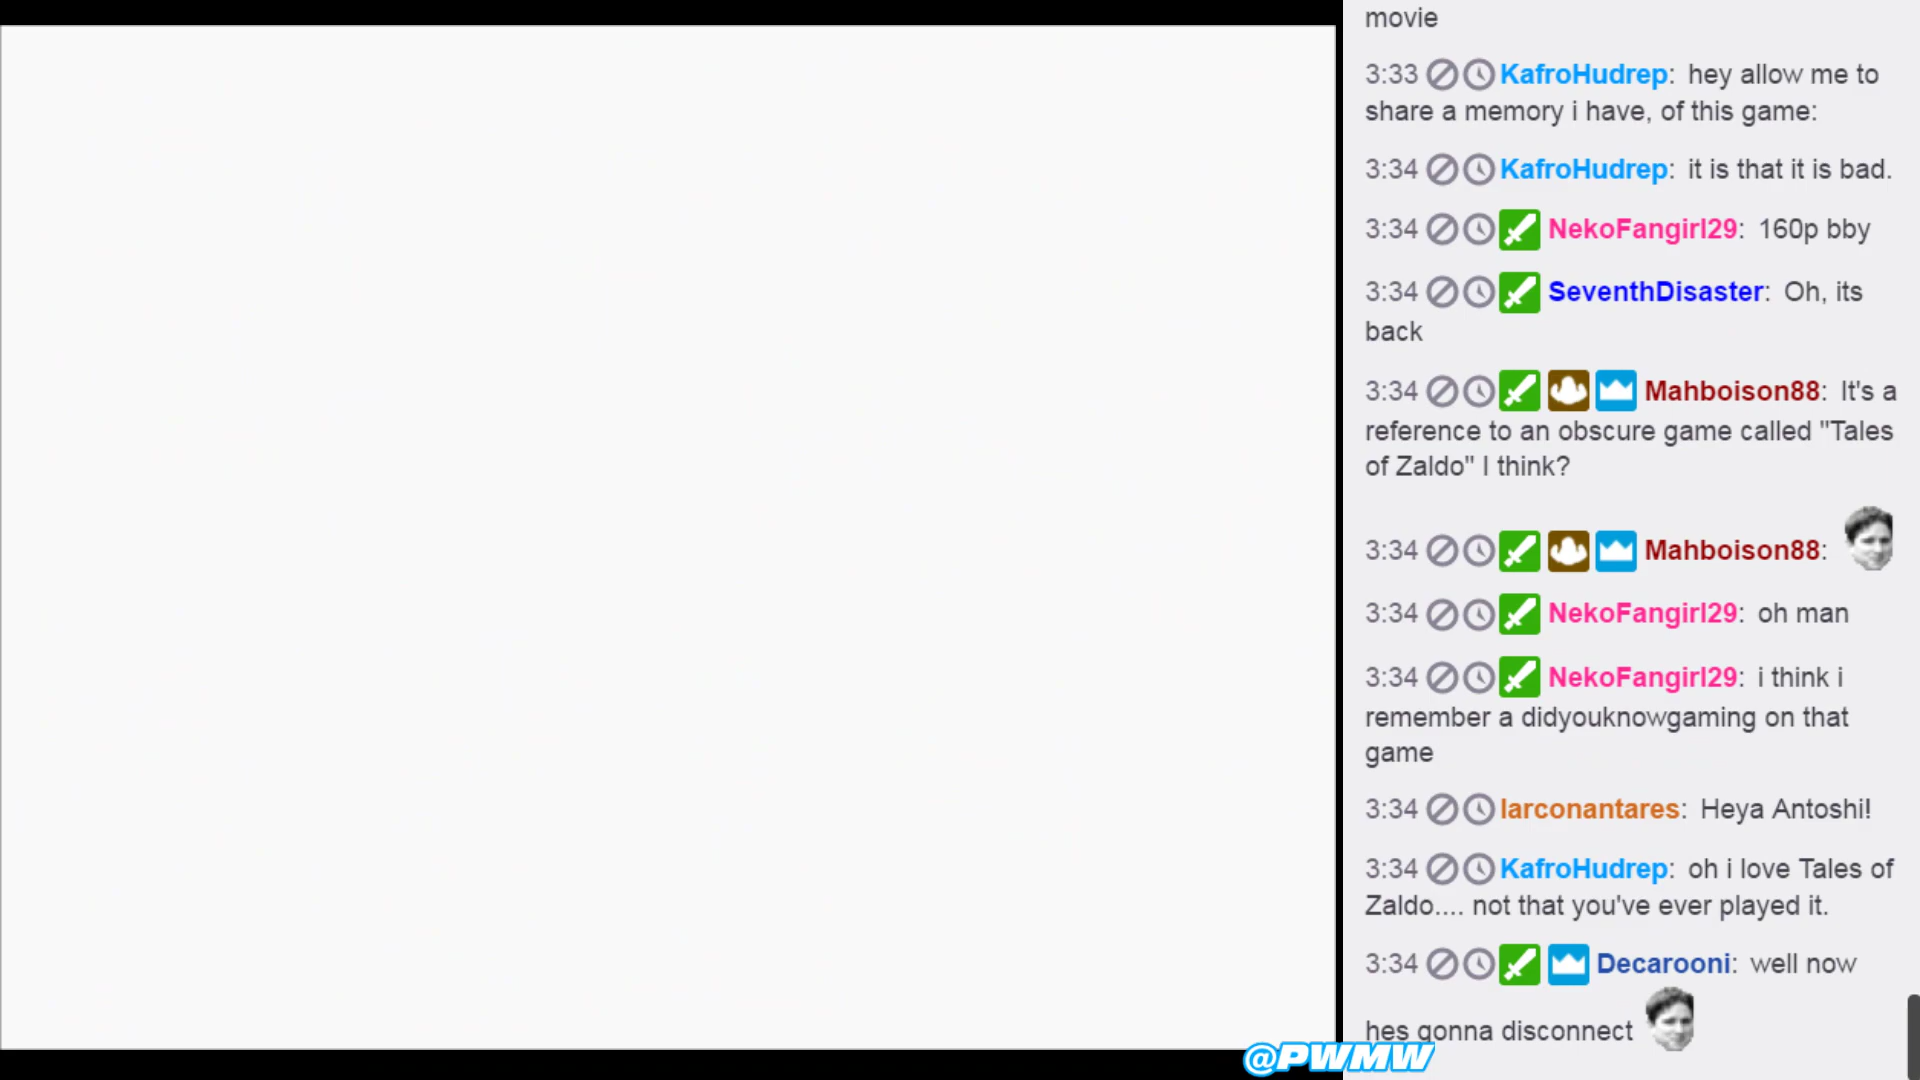 movie
3:33 KafroHudrep: hey allow me to
share a memory i have, of this game:
3:34 KafroHudrep: it is that it is bad.
3:34 NekoFangirl29: 160p bby
3:34 SeventhDisaster: Oh, its
back
3:34 Mahboison88: It's a
reference to an obscure game called "Tales
of Zaldo" I think?
3:34 Mahboison88:
3:34 NekoFangirl29: oh man
3:34 NekoFangirl29: i think i
remember a didyouknowgaming on that
game
3:34 larconantares: Heya Antoshi!
3:34 KafroHudrep: oh i love Tales of
Zaldo.... not that you've ever played it.
3:34 Decarooni: well now
hes gonna disconnect
@PWMW